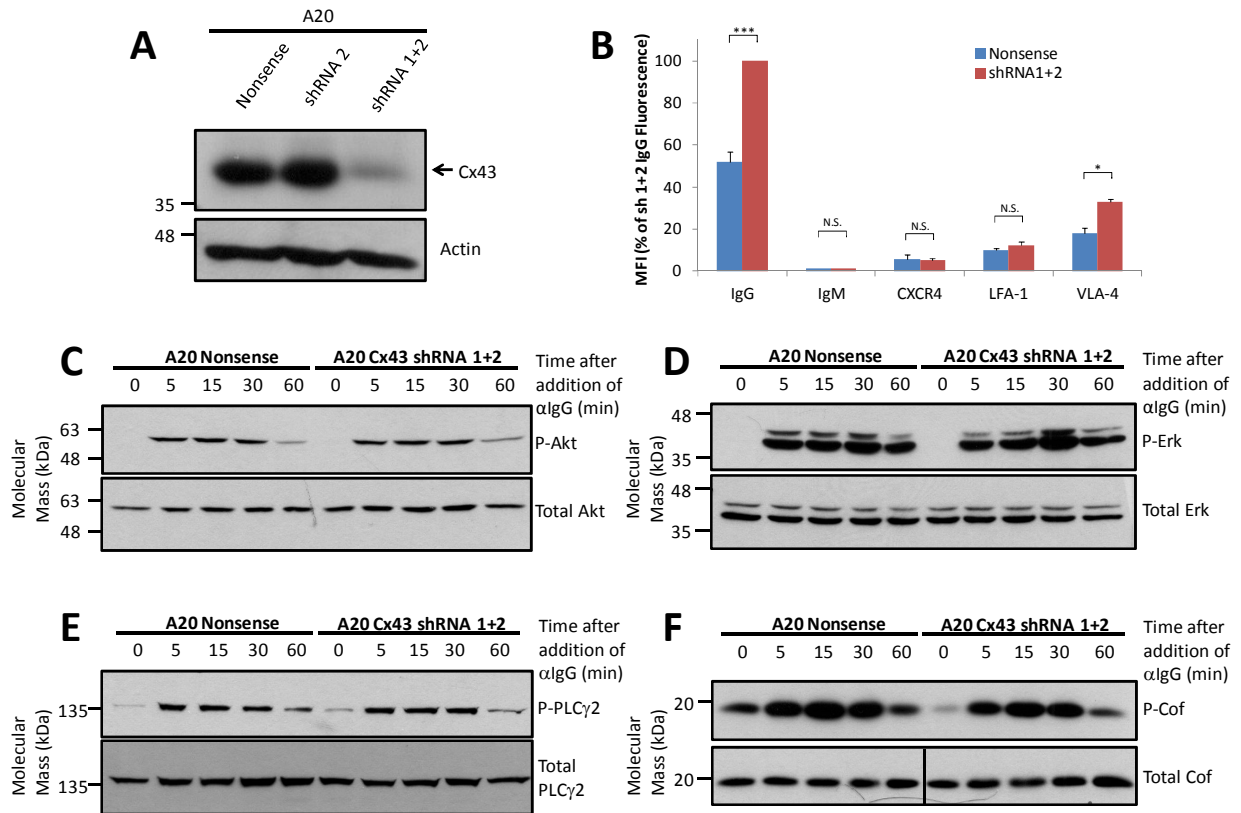 A
A20
Nonsense
shRNA 2
shRNA 1+2
Cx43
35
48
Actin
B
MFI (% of sh 1+2 IgG Fluorescence)
100
80
60
40
20
0
***
N.S.
N.S.
N.S.
*
Nonsense
shRNA1+2
IgG IgM CXCR4 LFA-1 VLA-4
C
A20 Nonsense A20 Cx43 shRNA 1+2
0 5 15 30 60 0 5 15 30 60
Time after
addition of
αIgG (min)
Molecular
Mass (kDa)
63
48
P-Akt
63
48
Total Akt
D
A20 Nonsense A20 Cx43 shRNA 1+2
0 5 15 30 60 0 5 15 30 60
Time after
addition of
αIgG (min)
Molecular
Mass (kDa)
48
35
P-Erk
48
35
Total Erk
E
A20 Nonsense A20 Cx43 shRNA 1+2
0 5 15 30 60 0 5 15 30 60
Time after
addition of
αIgG (min)
Molecular
Mass (kDa)
135
P-PLCγ2
135
Total
PLCγ2
F
A20 Nonsense A20 Cx43 shRNA 1+2
0 5 15 30 60 0 5 15 30 60
Time after
addition of
αIgG (min)
Molecular
Mass (kDa)
20
P-Cof
20
Total Cof